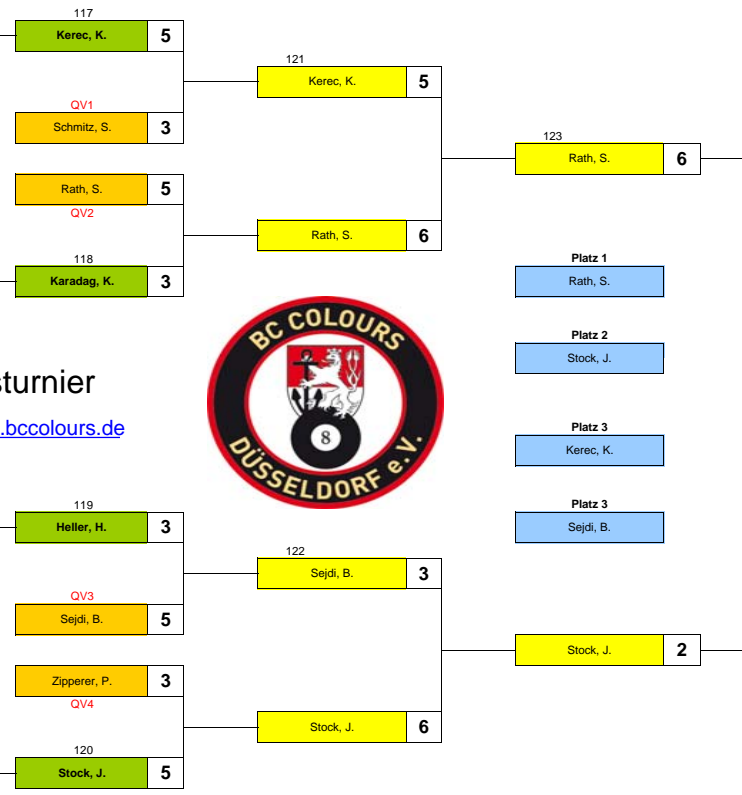 117
Kerec, K. 5
QV1
Schmitz, S. 3
Rath, S. 5
QV2
118
Karadag, K. 3
121
Kerec, K. 5
Rath, S. 6
123
Rath, S. 6
Platz 1
Rath, S.
Platz 2
Stock, J.
Platz 3
Kerec, K.
Platz 3
Sejdi, B.
BC COLOURS
8
DÜSSELDORF e.V.
sturnier
.bccolours.de
119
Heller, H. 3
QV3
Sejdi, B. 5
Zipperer, P. 3
QV4
120
Stock, J. 5
122
Sejdi, B. 3
Stock, J. 6
Stock, J. 2